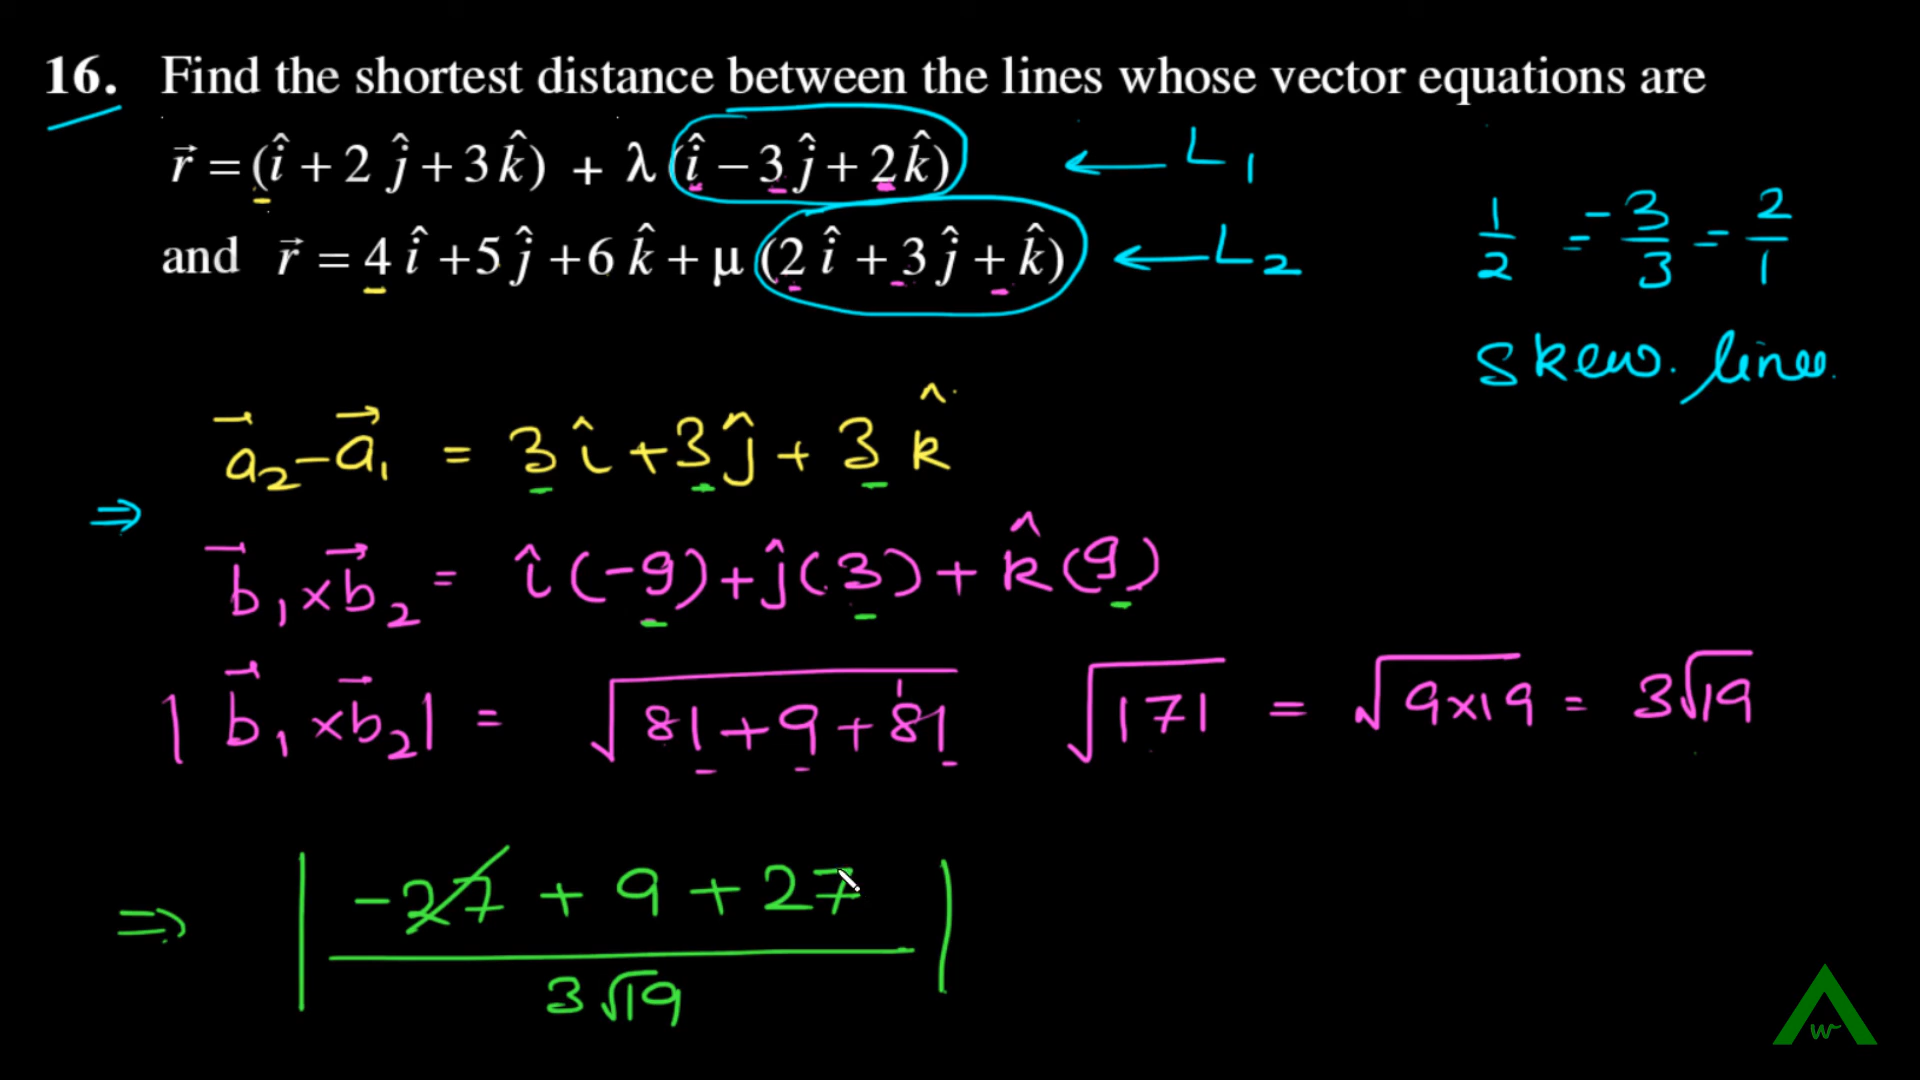 16. Find the shortest distance between the lines whose vector equations are
r⃗ = (î + 2ĵ + 3k̂) + λ(î − 3ĵ + 2k̂) ← L₁
and r⃗ = 4î + 5ĵ + 6k̂ + μ(2î + 3ĵ + k̂) ← L₂
1/2 = −3/3 = 2/1
Skew. lines.
a⃗₂ − a⃗₁ = 3î + 3ĵ + 3k̂
⇒
b⃗₁ × b⃗₂ = î(−9) + ĵ(3) + k̂(9)
|b⃗₁ × b⃗₂| = √(81 + 9 + 81) √171 = √(9×19) = 3√19
⇒ |(−27 + 9 + 27)/(3√19)|
w